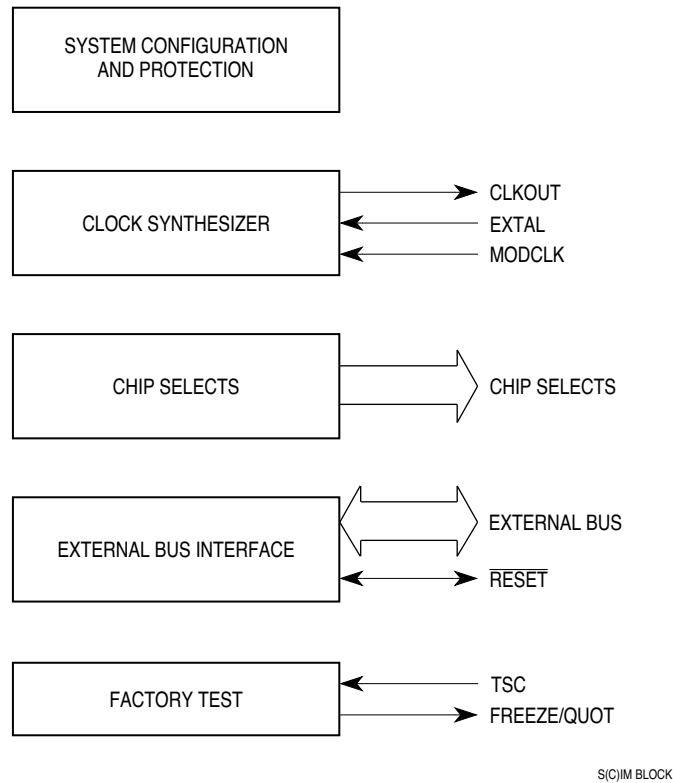 SYSTEM CONFIGURATION
AND PROTECTION
CLOCK SYNTHESIZER
CLKOUT
EXTAL
MODCLK
CHIP SELECTS
CHIP SELECTS
EXTERNAL BUS INTERFACE
EXTERNAL BUS
RESET
FACTORY TEST
TSC
FREEZE/QUOT
S(C)IM BLOCK